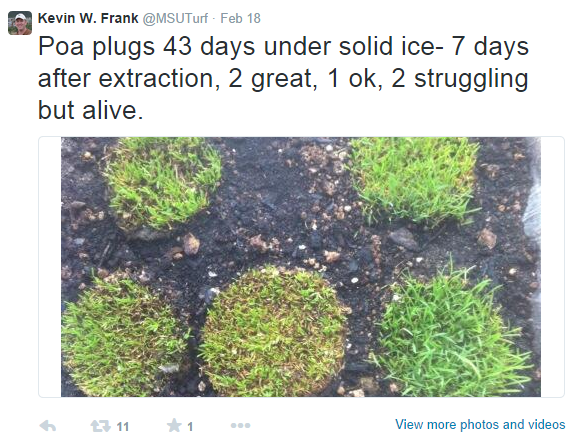 Kevin W. Frank @MSUTurf · Feb 18
Poa plugs 43 days under solid ice- 7 days
after extraction, 2 great, 1 ok, 2 struggling
but alive.
11 1 View more photos and videos